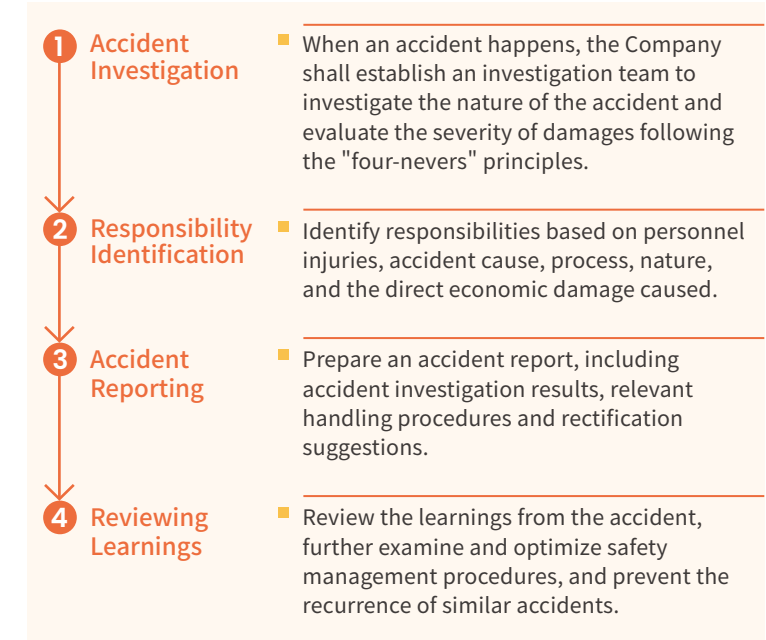 1
Accident
Investigation
When an accident happens, the Company
shall establish an investigation team to
investigate the nature of the accident and
evaluate the severity of damages following
the "four-nevers" principles.
2
Responsibility
Identification
Identify responsibilities based on personnel
injuries, accident cause, process, nature,
and the direct economic damage caused.
3
Accident
Reporting
Prepare an accident report, including
accident investigation results, relevant
handling procedures and rectification
suggestions.
4
Reviewing
Learnings
Review the learnings from the accident,
further examine and optimize safety
management procedures, and prevent the
recurrence of similar accidents.